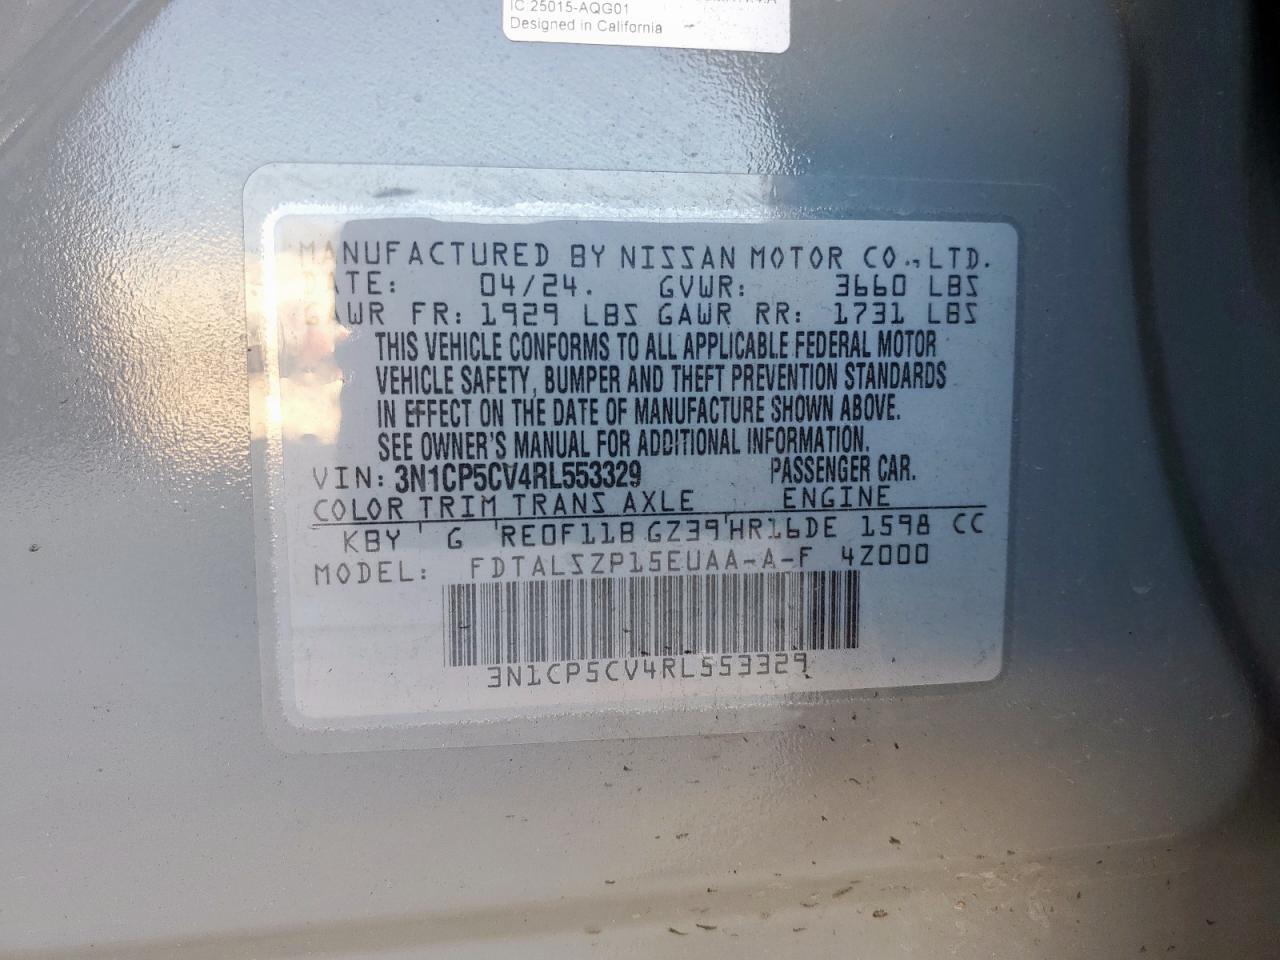 IC 25015-AQG01
Designed in California
MANUFACTURED BY NISSAN MOTOR CO., LTD.
DATE: 04/24. GVWR: 3660 LBS
GAWR FR: 1929 LBS GAWR RR: 1731 LBS
THIS VEHICLE CONFORMS TO ALL APPLICABLE FEDERAL MOTOR
VEHICLE SAFETY, BUMPER AND THEFT PREVENTION STANDARDS
IN EFFECT ON THE DATE OF MANUFACTURE SHOWN ABOVE.
SEE OWNER'S MANUAL FOR ADDITIONAL INFORMATION.
VIN: 3N1CP5CV4RL553329 PASSENGER CAR.
COLOR TRIM TRANS AXLE ENGINE
KBY G RE0F11B GZ39 HR16DE 1598 CC
MODEL: FDTALSZP15EUAA-A-F 4Z000
3N1CP5CV4RL553329